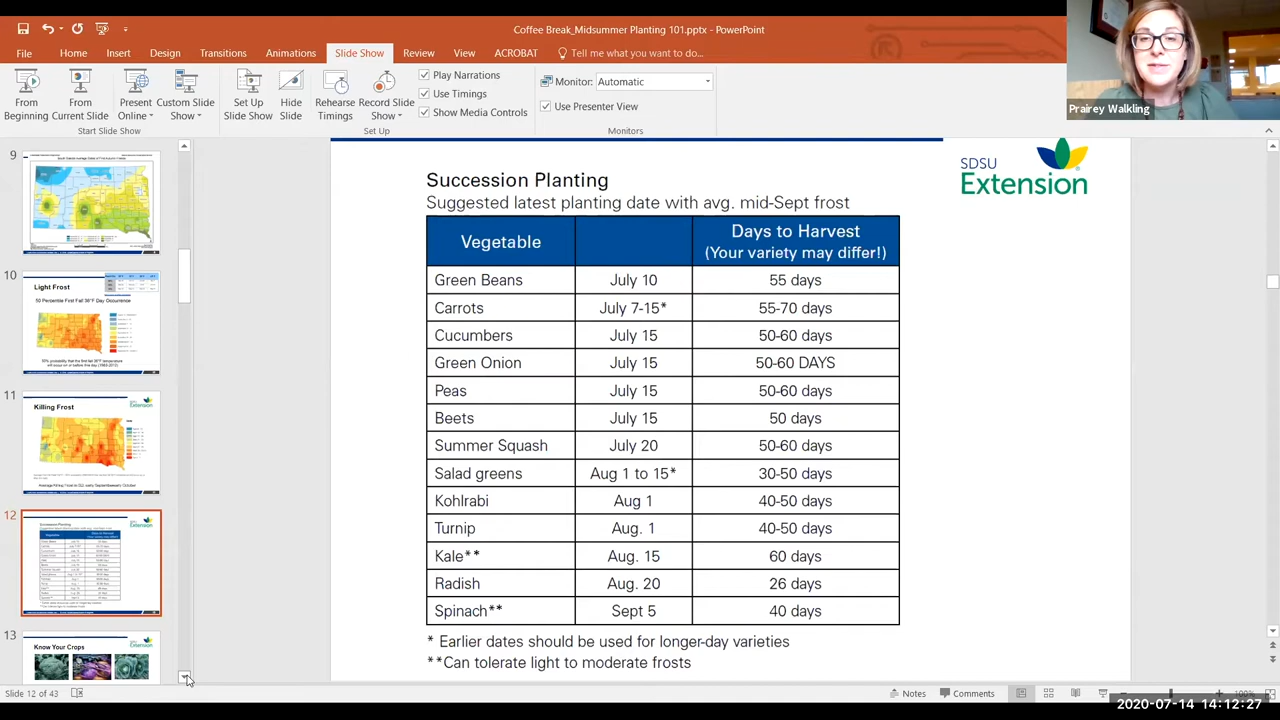 Coffee Break_Midsummer Planting 101.pptx - PowerPoint
File Home Insert Design Transitions Animations Slide Show Review View ACROBAT Tell me what you want to do...
From Beginning
From Current Slide
Present Online
Custom Slide Show
Set Up Slide Show
Hide Slide
Rehearse Timings
Record Slide Show
Play Narrations
Use Timings
Show Media Controls
Monitor: Automatic
Use Presenter View
Start Slide Show
Set Up
Monitors
Prairey Walkling
9
10
Light Frost
50 Percentile First Fall 36°F Day Occurrence
11
Killing Frost
12
Succession Planting
13
Know Your Crops
SDSU
Extension
Succession Planting
Suggested latest planting date with avg. mid-Sept frost
Vegetable Days to Harvest
(Your variety may differ!)
Green Beans July 10 55 days
Carrots July 7-15* 55-70 days
Cucumbers July 15 50-60 days
Green Onion July 15 50-60 DAYS
Peas July 15 50-60 days
Beets July 15 50 days
Summer Squash July 20 50-60 days
Salad greens Aug 1 to 15* 30-50 days
Kohlrabi Aug 1 40-50 days
Turnip Aug. 1 40-50 days
Kale** Aug. 15 60 days
Radish Aug. 20 26 days
Spinach** Sept 5 40 days
* Earlier dates should be used for longer-day varieties
**Can tolerate light to moderate frosts
Slide 12 of 43
Notes Comments 100%
2020-07-14 14:12:27